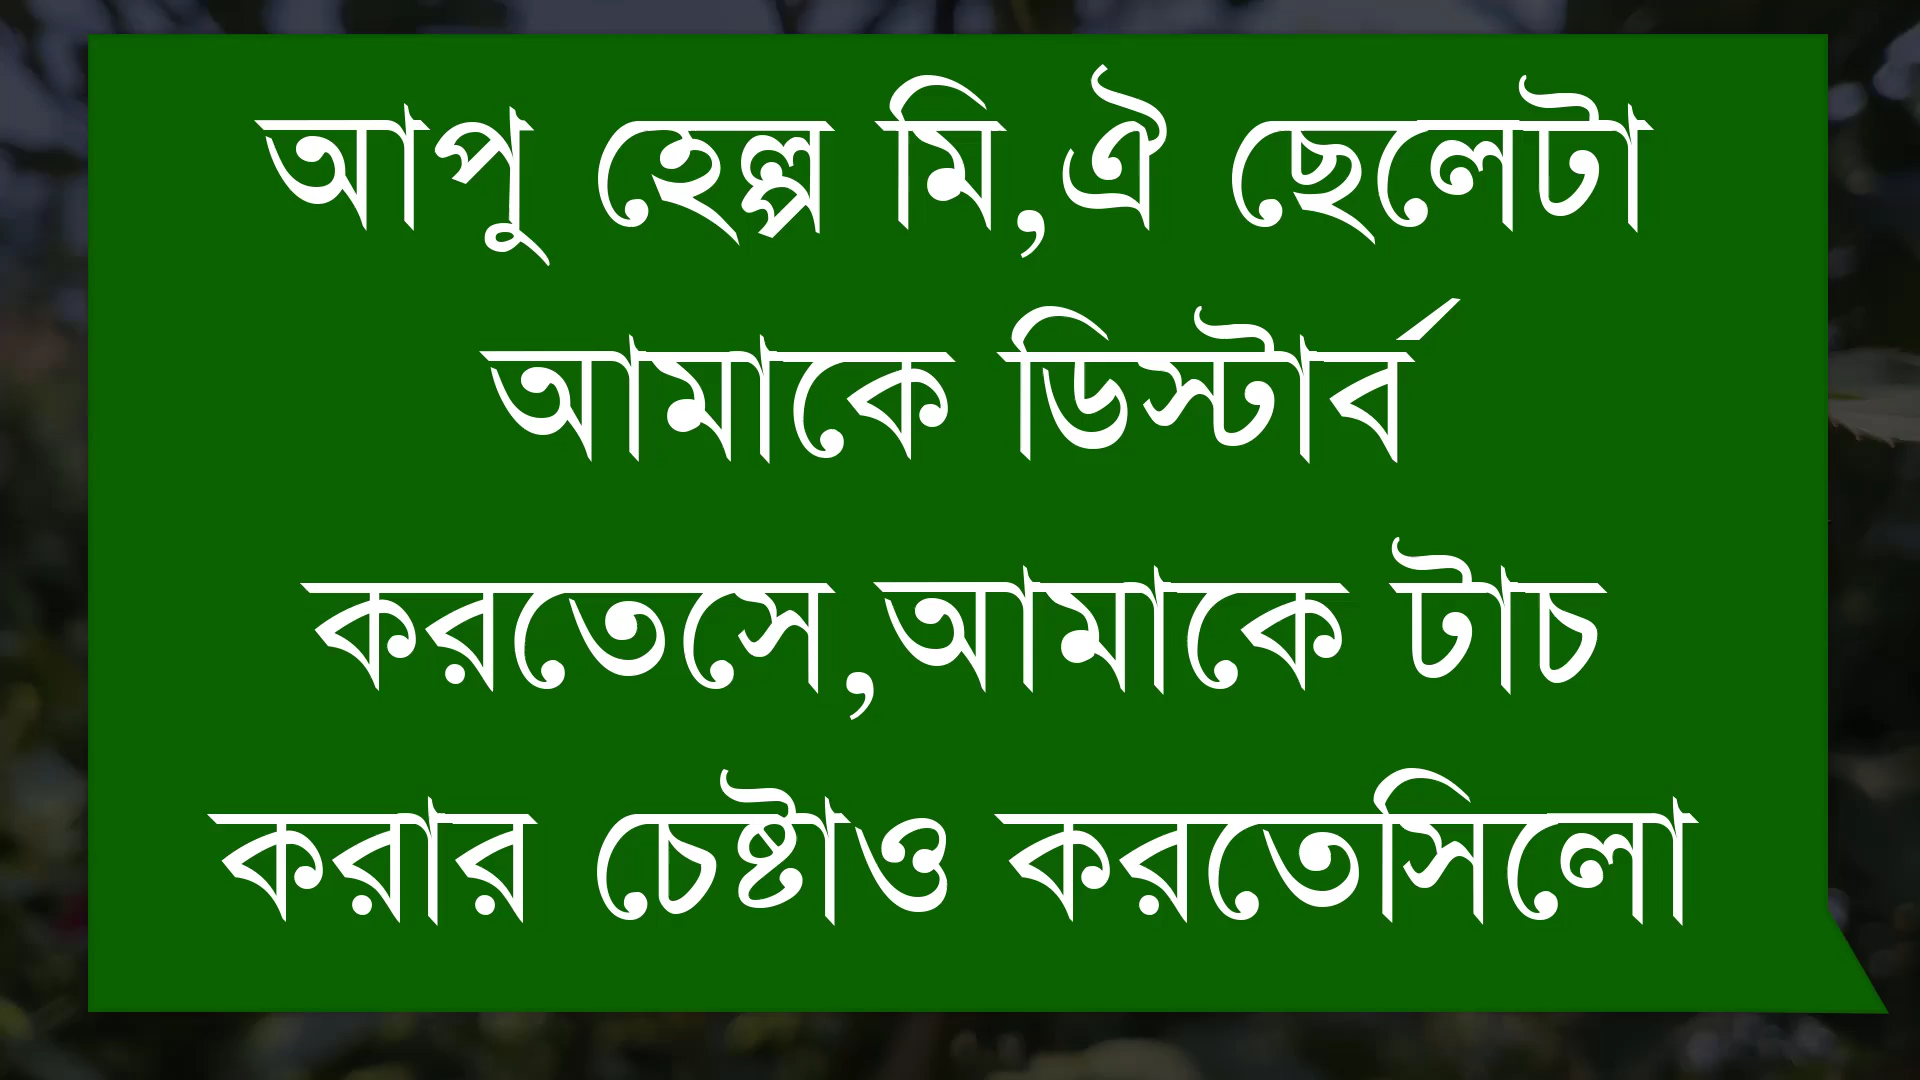 আপু হেল্প মি,ঐ ছেলেটা
আমাকে ডিস্টার্ব
করতেসে,আমাকে টাচ
করার চেষ্টাও করতেসিলো